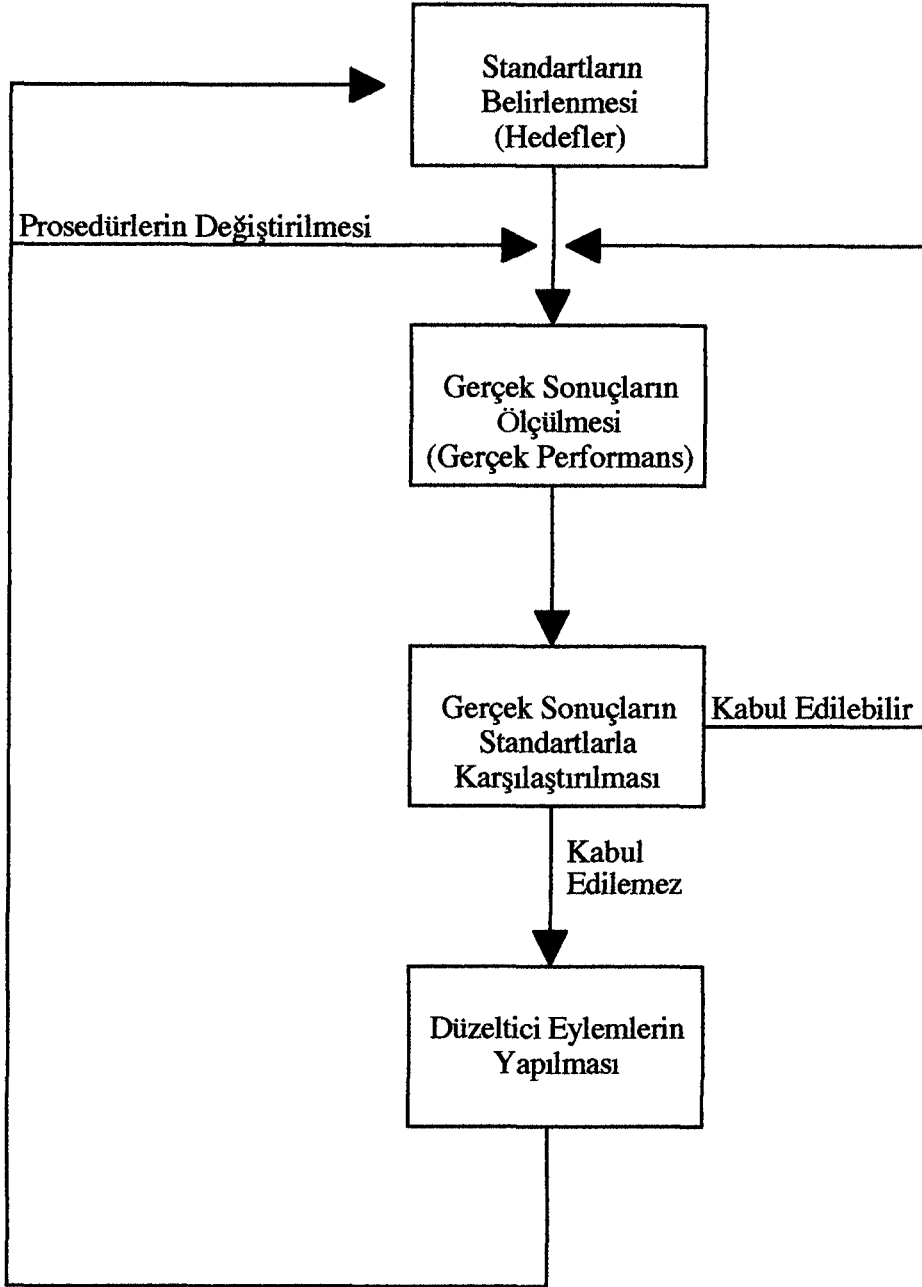 Standartların
Belirlenmesi
(Hedefler)
Prosedürlerin Değiştirilmesi
Gerçek Sonuçların
Ölçülmesi
(Gerçek Performans)
Gerçek Sonuçların
Standartlarla
Karşılaştırılması
Kabul Edilebilir
Kabul
Edilemez
Düzeltici Eylemlerin
Yapılması